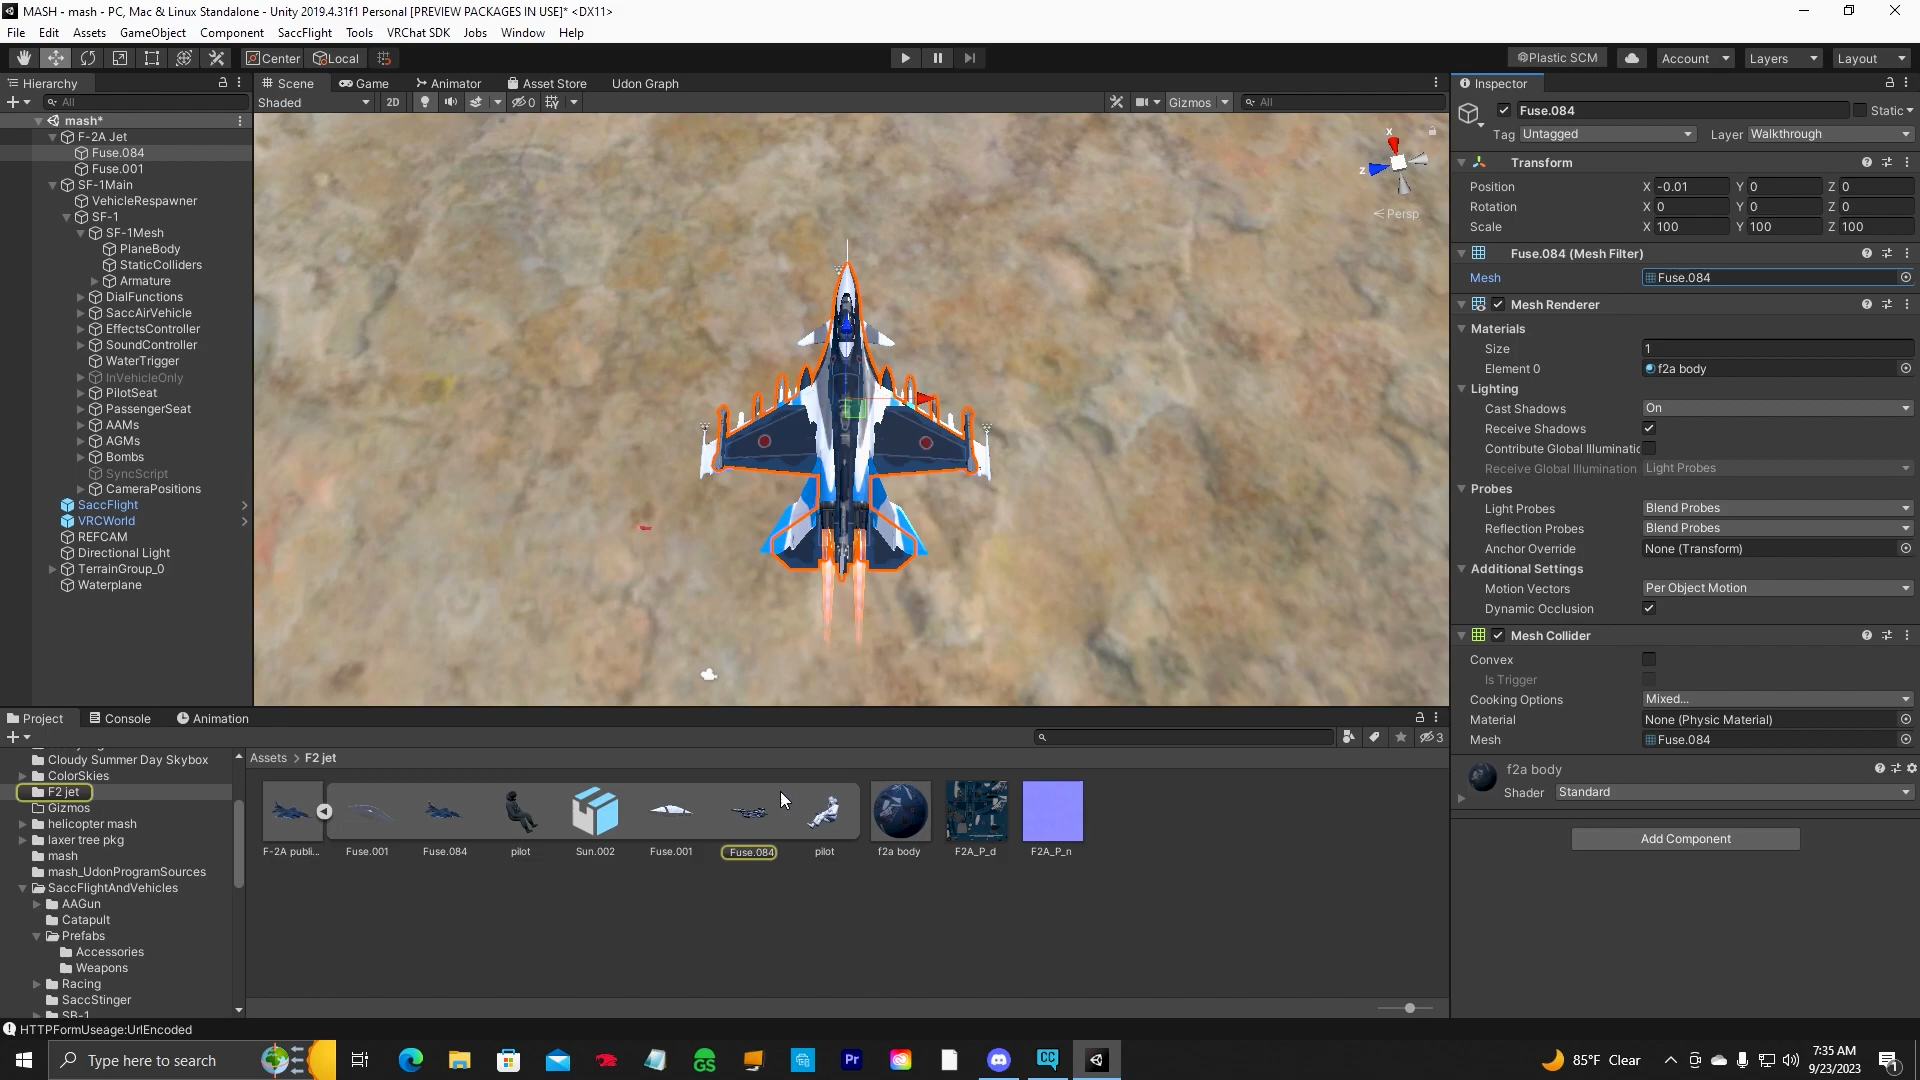 MASH - mash - PC, Mac & Linux Standalone - Unity 2019.4.31f1 Personal [PREVIEW PACKAGES IN USE]* <DX11>
File Edit Assets GameObject Component SaccFlight Tools VRChat SDK Jobs Window Help
Center Local Plastic SCM Account Layers Layout
Hierarchy
All
mash*
F-2A Jet
Fuse.084
Fuse.001
SF-1Main
VehicleRespawner
SF-1
SF-1Mesh
PlaneBody
StaticColliders
Armature
DialFunctions
SaccAirVehicle
EffectsController
SoundController
WaterTrigger
InVehicleOnly
PilotSeat
PassengerSeat
AAMs
AGMs
Bombs
SyncScript
CameraPositions
SaccFlight
VRCWorld
REFCAM
Directional Light
TerrainGroup_0
Waterplane
Scene Game Animator Asset Store Udon Graph
Shaded 2D 0 Gizmos All
x
z
Persp
Inspector
Fuse.084 Static
Tag Untagged Layer Walkthrough
Transform
Position X -0.01 Y 0 Z 0
Rotation X 0 Y 0 Z 0
Scale X 100 Y 100 Z 100
Fuse.084 (Mesh Filter)
Mesh Fuse.084
Mesh Renderer
Materials
Size 1
Element 0 f2a body
Lighting
Cast Shadows On
Receive Shadows
Contribute Global Illuminatic
Receive Global Illumination Light Probes
Probes
Light Probes Blend Probes
Reflection Probes Blend Probes
Anchor Override None (Transform)
Additional Settings
Motion Vectors Per Object Motion
Dynamic Occlusion
Mesh Collider
Convex
Is Trigger
Cooking Options Mixed...
Material None (Physic Material)
Mesh Fuse.084
f2a body
Shader Standard
Add Component
Project Console Animation
3
Cloudy Summer Day Skybox
ColorSkies
F2 jet
Gizmos
helicopter mash
laxer tree pkg
mash
mash_UdonProgramSources
SaccFlightAndVehicles
AAGun
Catapult
Prefabs
Accessories
Weapons
Racing
SaccStinger
SB-1
Assets > F2 jet
F-2A publi... Fuse.001 Fuse.084 pilot Sun.002 Fuse.001 Fuse.084 pilot f2a body F2A_P_d F2A_P_n
HTTPFormUseage:UrlEncoded
Type here to search
GS
Pr
CC
85°F Clear
7:35 AM
9/23/2023
1